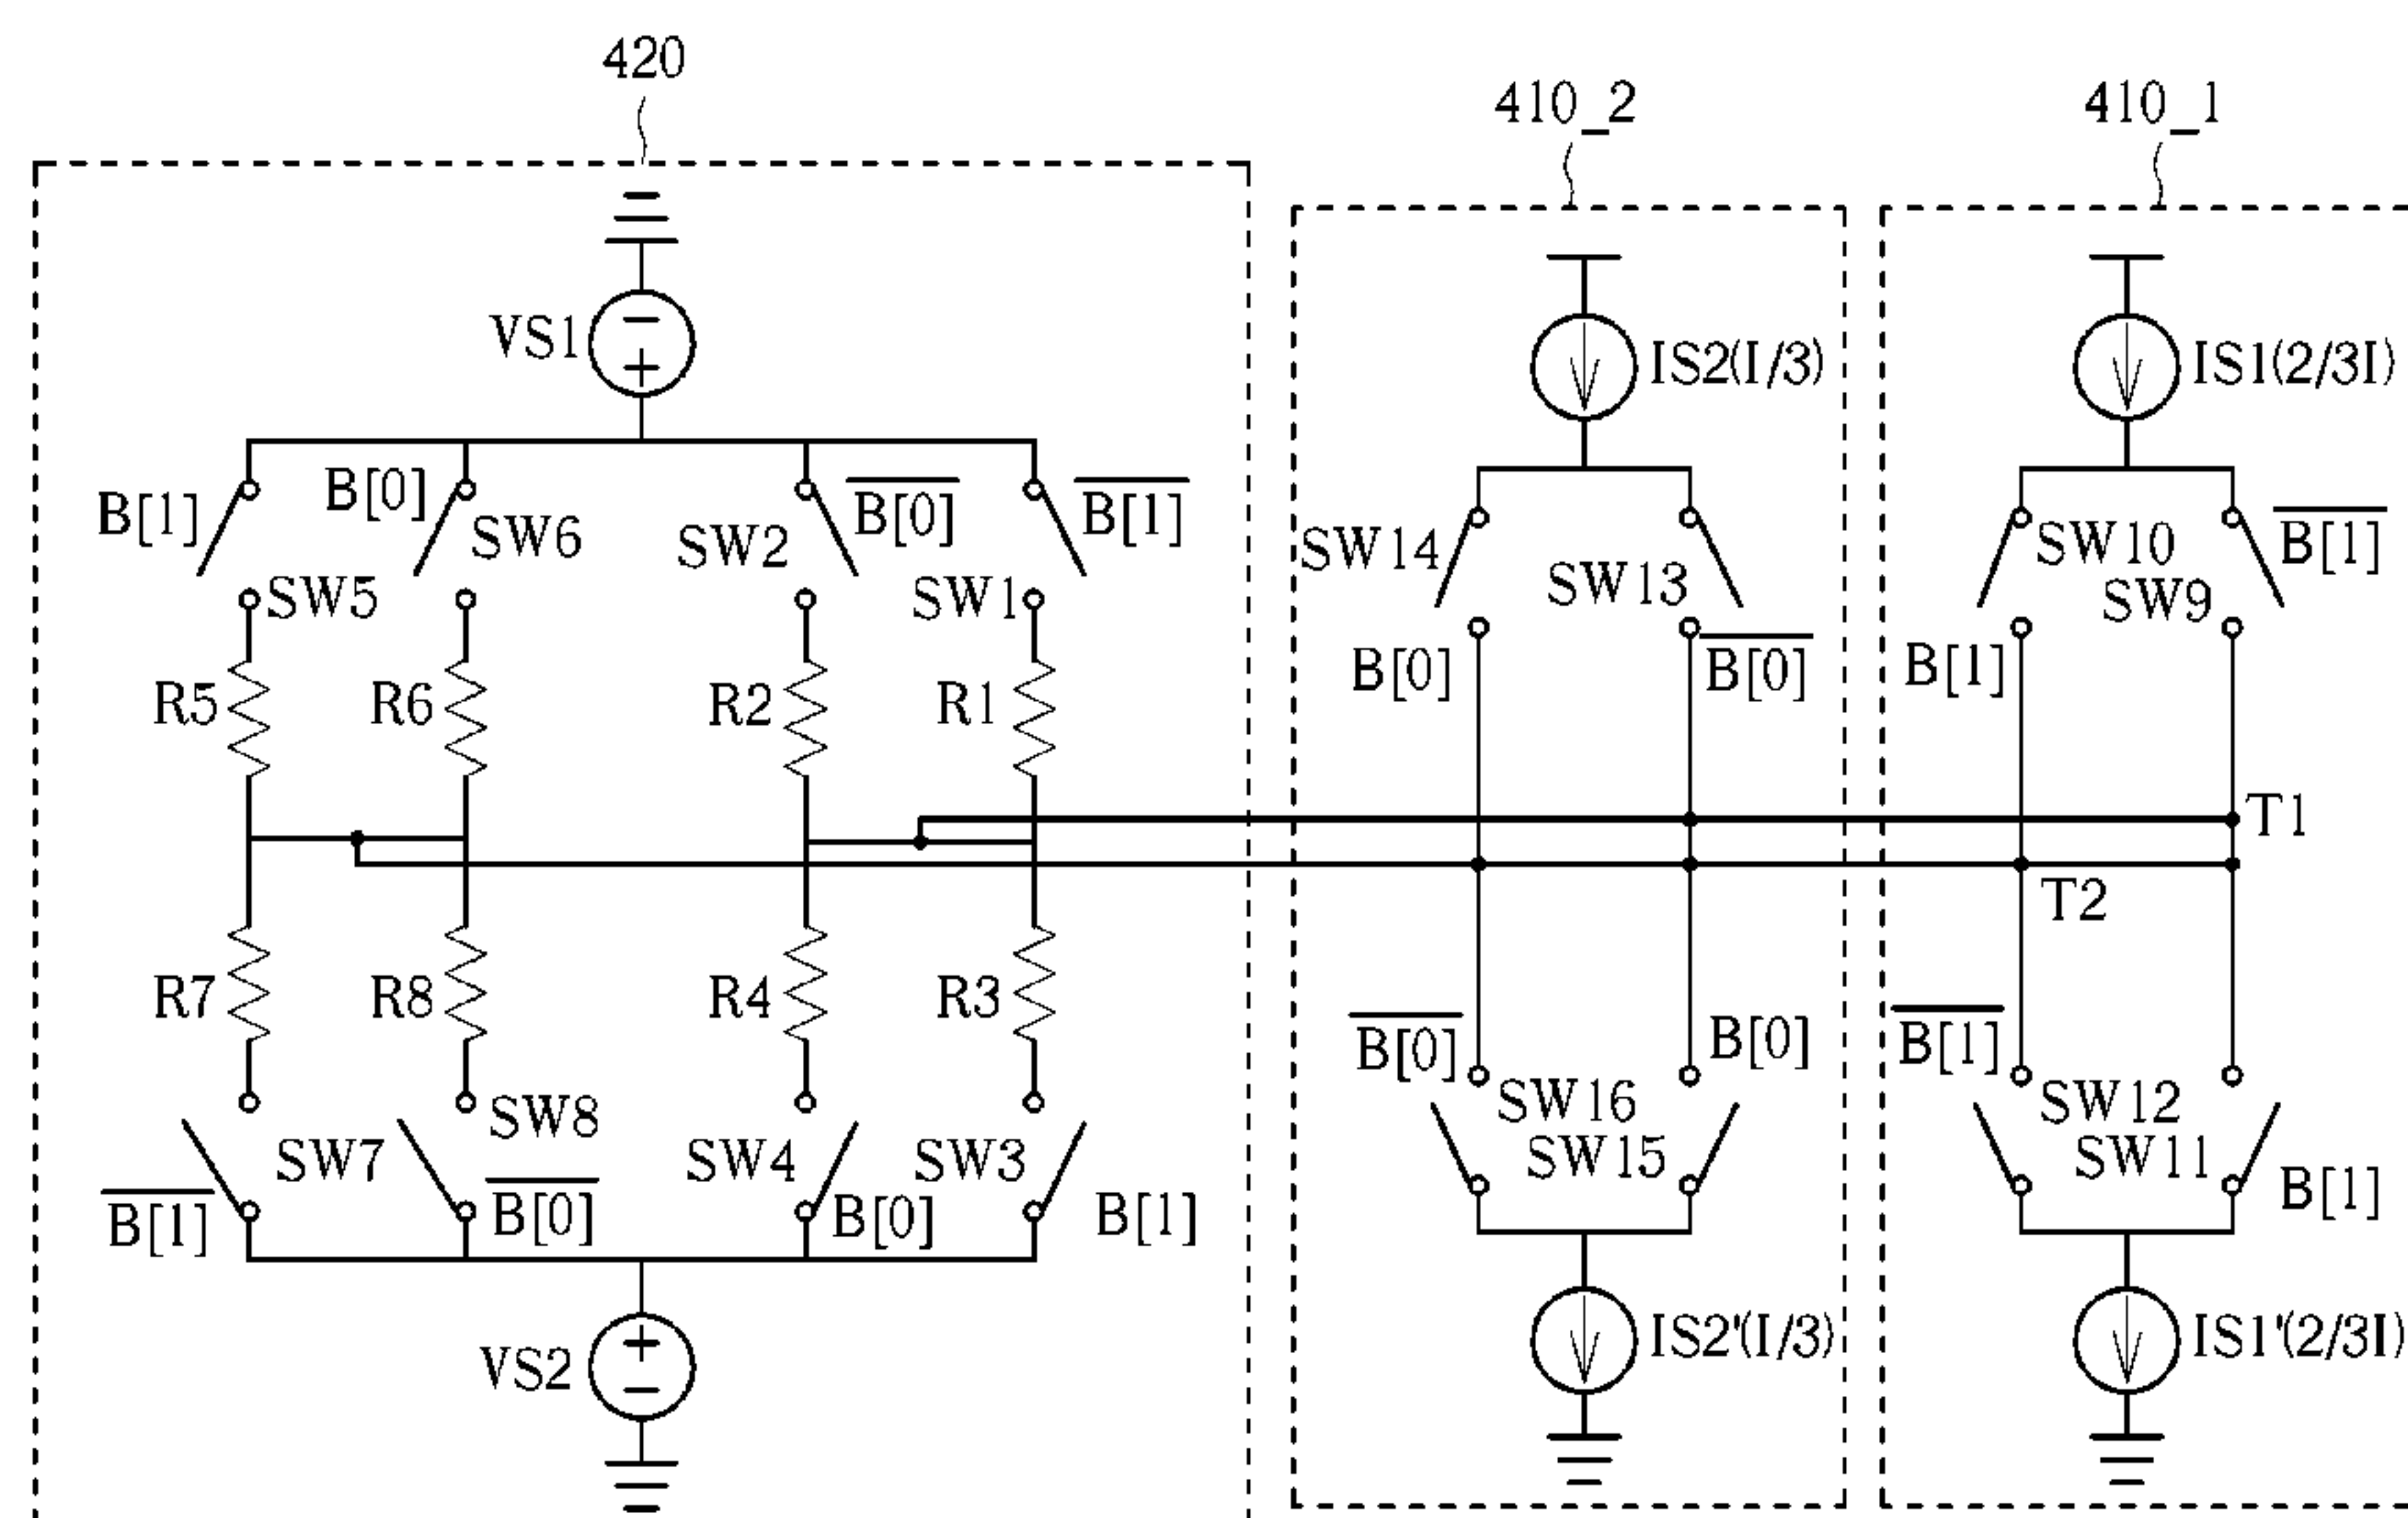 420
410_2
410_1
VS1
IS2(I/3)
IS1(2/3I)
B[1]
B[0]
SW6
SW2
B̅[̅0̅]̅
B̅[̅1̅]̅
SW5
SW1
SW14
SW13
SW10
SW9
B̅[̅1̅]̅
B[0]
B̅[̅0̅]̅
B[1]
R5
R6
R2
R1
T1
T2
R7
R8
R4
R3
B̅[̅0̅]̅
B[0]
B̅[̅1̅]̅
SW8
SW7
SW4
SW3
SW16
SW15
SW12
SW11
B[1]
B̅[̅1̅]̅
B̅[̅0̅]̅
B[0]
B[1]
VS2
IS2'(I/3)
IS1'(2/3I)